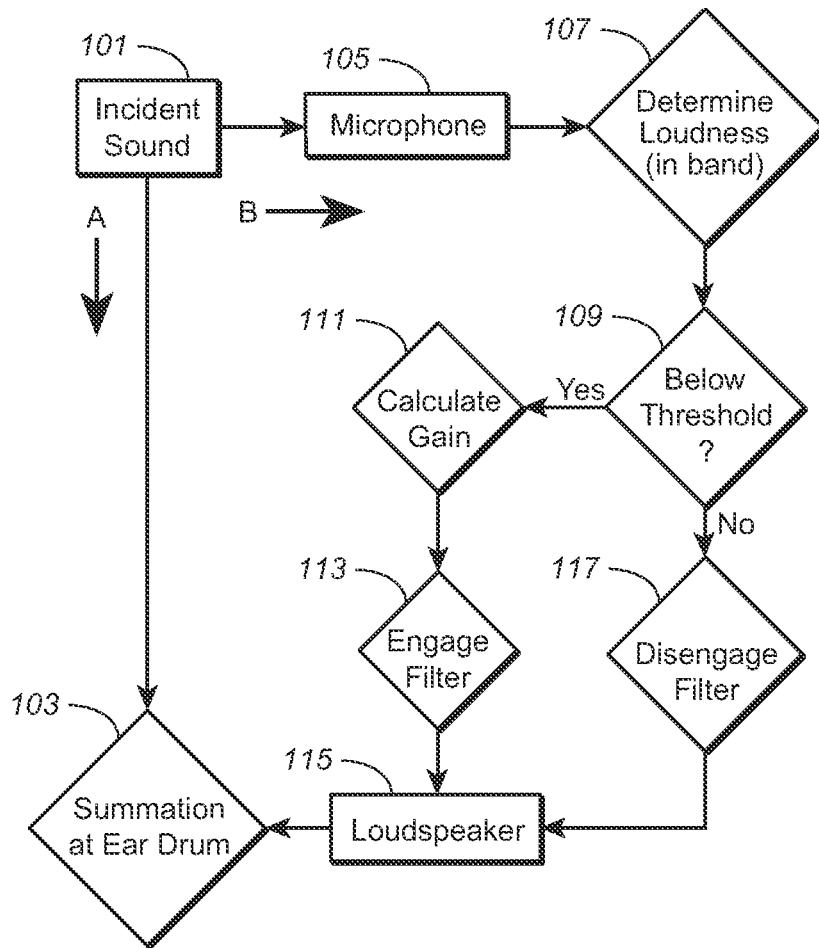 101
Incident
Sound
105
Microphone
107
Determine
Loudness
(in band)
A
B
109
Below
Threshold
?
Yes
No
111
Calculate
Gain
113
Engage
Filter
117
Disengage
Filter
115
Loudspeaker
103
Summation
at Ear Drum